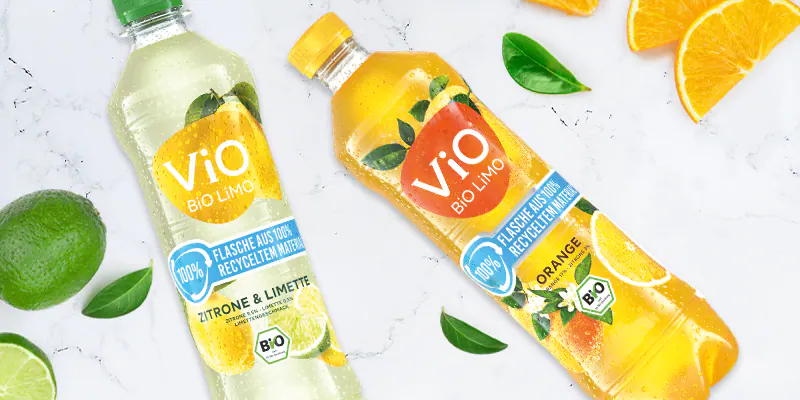 ViO
BiO LiMO
100%
FLASCHE AUS 100%
RECYCELTEM MATERIAL
ZITRONE & LIMETTE
LIMETTENGESCHMACK
BiO
ViO
BiO LiMO
100%
FLASCHE AUS 100%
RECYCELTEM MATERIAL
ORANGE
BiO